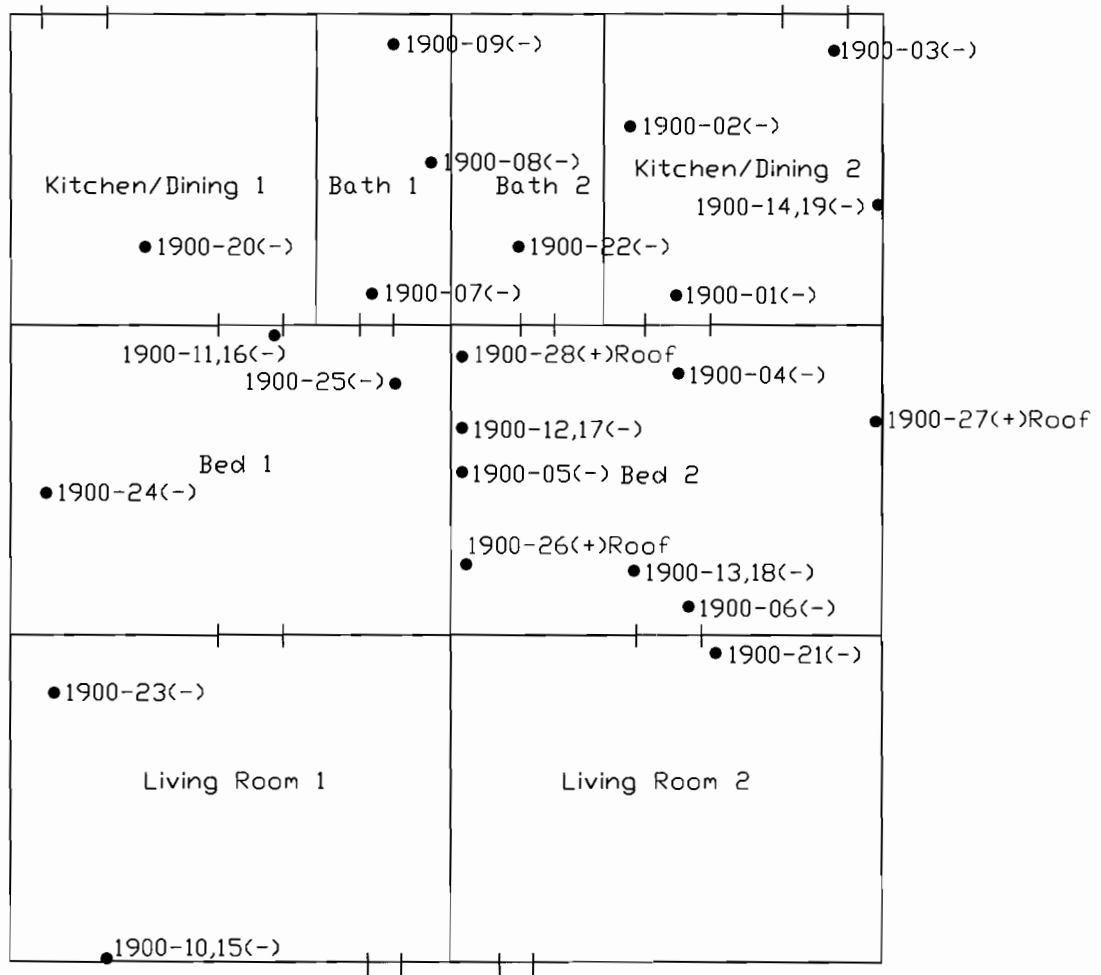 1900-09(-)
1900-03(-)
1900-02(-)
1900-08(-)
Kitchen/Dining 2
Kitchen/Dining 1
Bath 1
Bath 2
1900-14,19(-)
1900-20(-)
1900-22(-)
1900-07(-)
1900-01(-)
1900-11,16(-)
1900-28(+)Roof
1900-25(-)
1900-04(-)
1900-27(+)Roof
1900-12,17(-)
Bed 1
1900-05(-)
Bed 2
1900-24(-)
1900-26(+)Roof
1900-13,18(-)
1900-06(-)
1900-21(-)
1900-23(-)
Living Room 1
Living Room 2
1900-10,15(-)